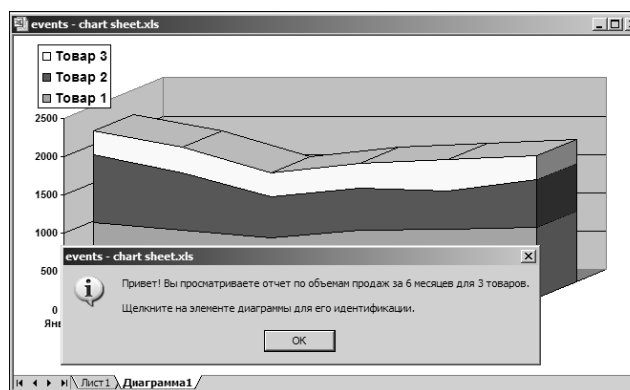 events - chart sheet.xls
Товар 3
Товар 2
Товар 1
2500
2000
1500
1000
500
0
Янв
events - chart sheet.xls
Привет! Вы просматриваете отчет по объемам продаж за 6 месяцев для 3 товаров.
Щелкните на элементе диаграммы для его идентификации.
OK
Лист1 Диаграмма1